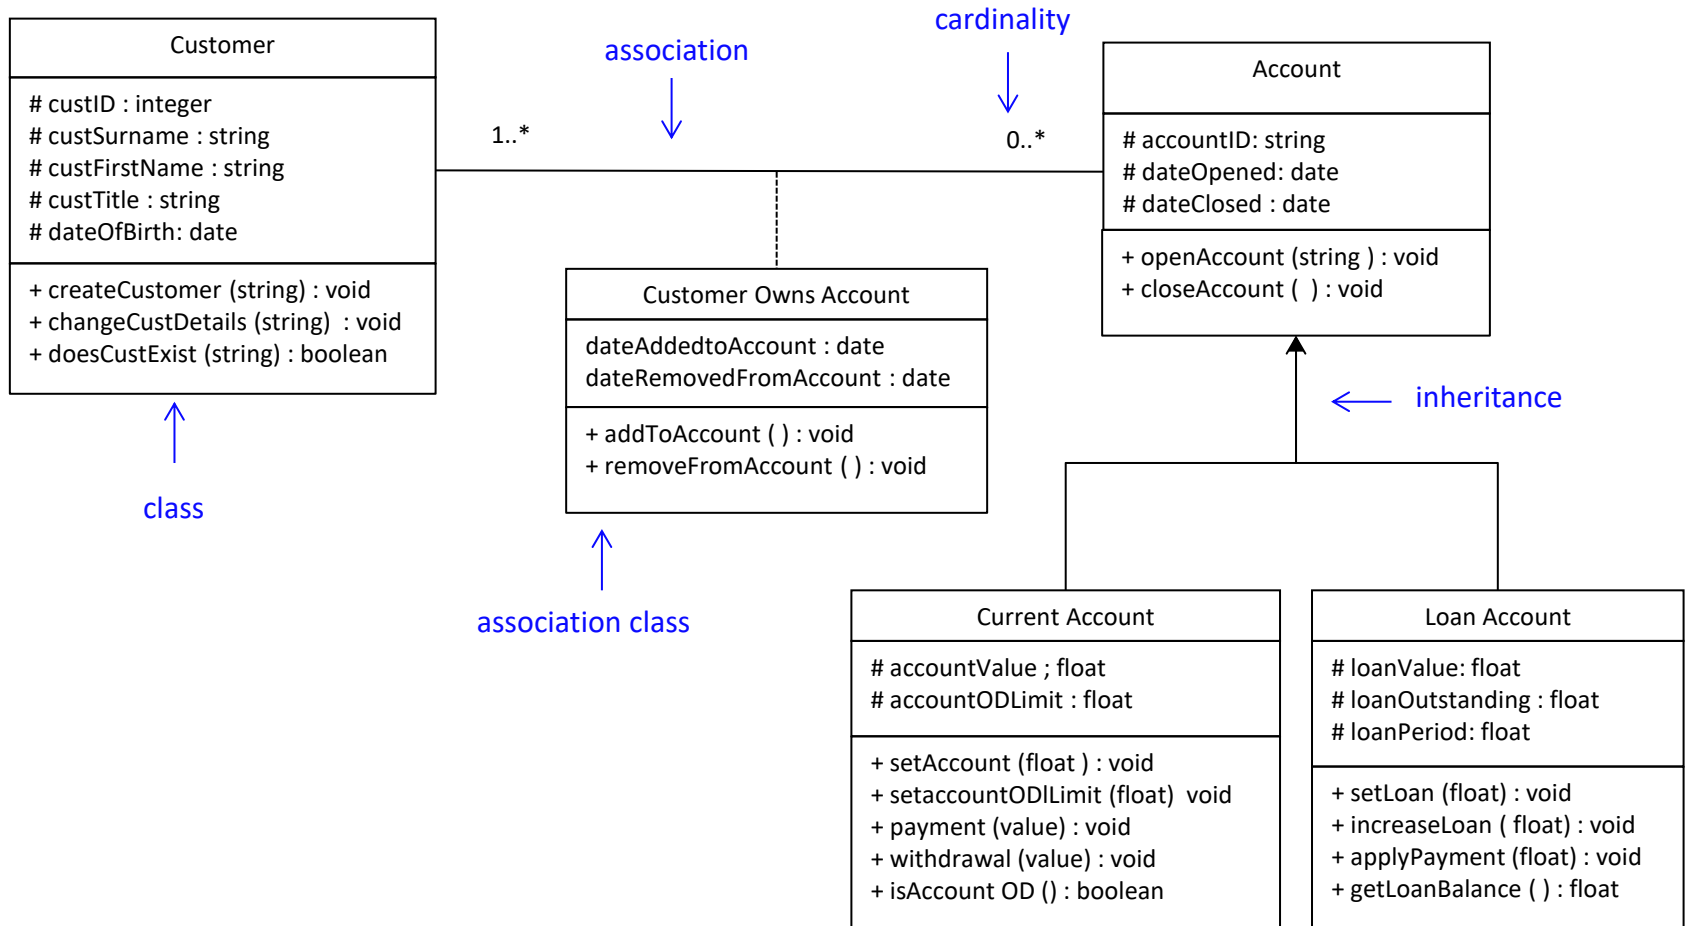 Customer
# custID : integer
# custSurname : string
# custFirstName : string
# custTitle : string
# dateOfBirth: date
+ createCustomer (string) : void
+ changeCustDetails (string)  : void
+ doesCustExist (string) : boolean
class
association
cardinality
1..*
0..*
Account
# accountID: string
# dateOpened: date
# dateClosed : date
+ openAccount (string ) : void
+ closeAccount (  ) : void
Customer Owns Account
dateAddedtoAccount : date
dateRemovedFromAccount : date
+ addToAccount ( ) : void
+ removeFromAccount ( ) : void
association class
inheritance
Current Account
# accountValue ; float
# accountODLimit : float
+ setAccount (float ) : void
+ setaccountODlLimit (float)  void
+ payment (value) : void
+ withdrawal (value) : void
+ isAccount OD () : boolean
Loan Account
# loanValue: float
# loanOutstanding : float
# loanPeriod: float
+ setLoan (float) : void
+ increaseLoan ( float) : void
+ applyPayment (float) : void
+ getLoanBalance ( ) : float